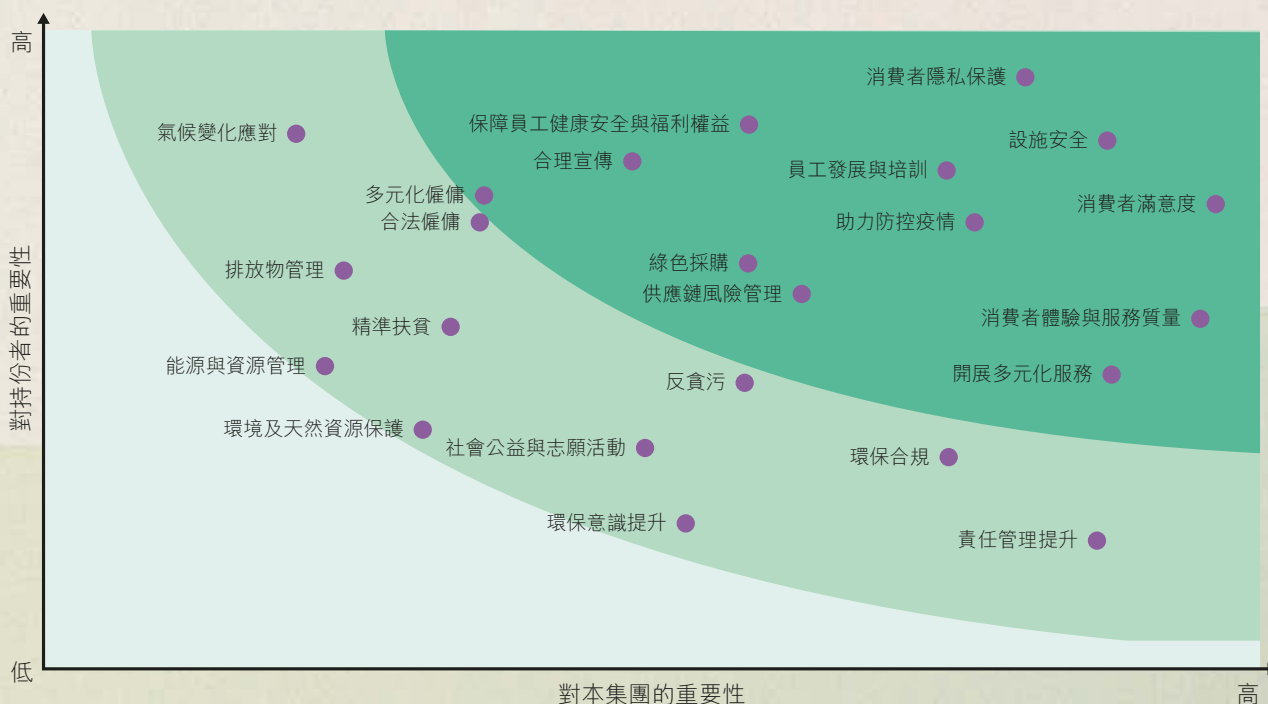 高
消費者隱私保護
保障員工健康安全與福利權益
氣候變化應對
設施安全
合理宣傳
員工發展與培訓
多元化僱傭
消費者滿意度
合法僱傭
助力防控疫情
綠色採購
排放物管理
供應鏈風險管理
消費者體驗與服務質量
精準扶貧
能源與資源管理
開展多元化服務
反貪污
環境及天然資源保護
社會公益與志願活動
環保合規
環保意識提升
責任管理提升
對持份者的重要性
低
對本集團的重要性
高